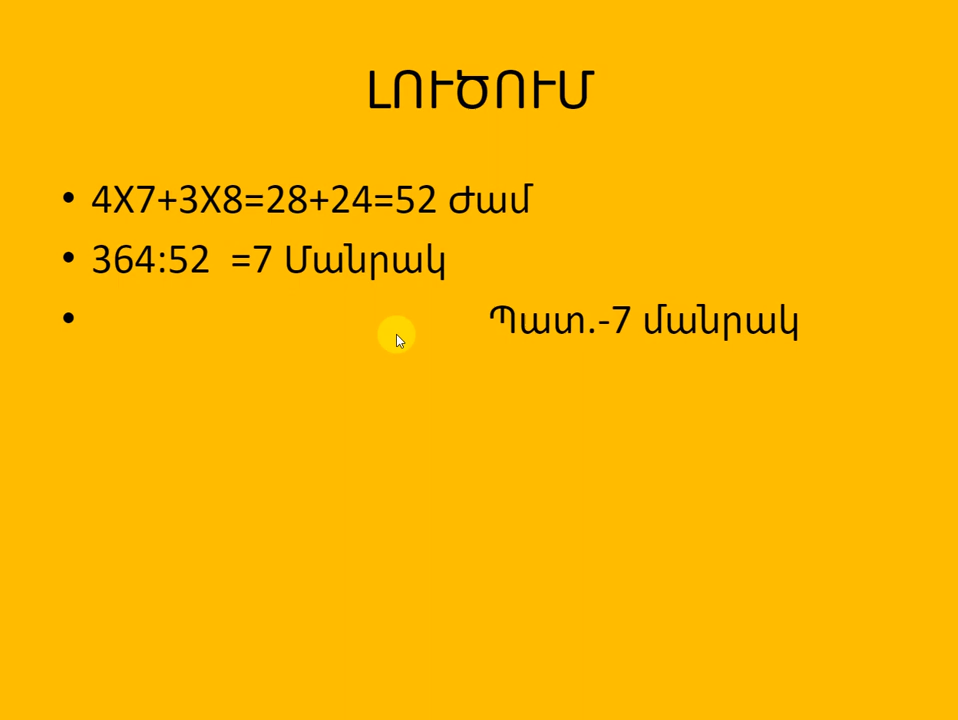 ԼՈՒԾՈՒՄ
• 4X7+3X8=28+24=52 Ժամ
• 364:52 =7 Մանրակ
• Պատ.-7 մանրակ